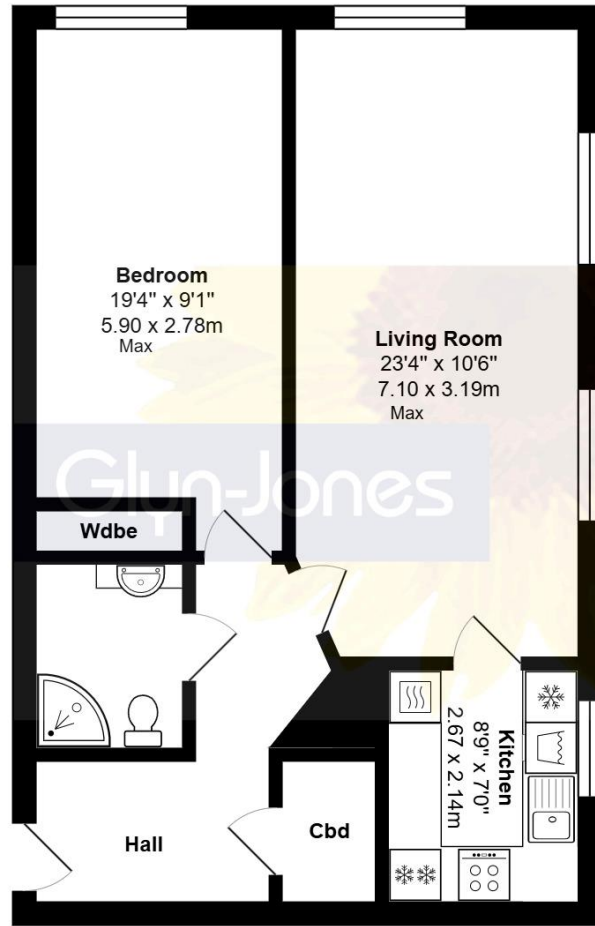 Bedroom
19'4" x 9'1"
5.90 x 2.78m
Max
Living Room
23'4" x 10'6"
7.10 x 3.19m
Max
Glyn-Jones
Wdbe
Kitchen
8'9" x 7'0"
2.67 x 2.14m
Hall
Cbd